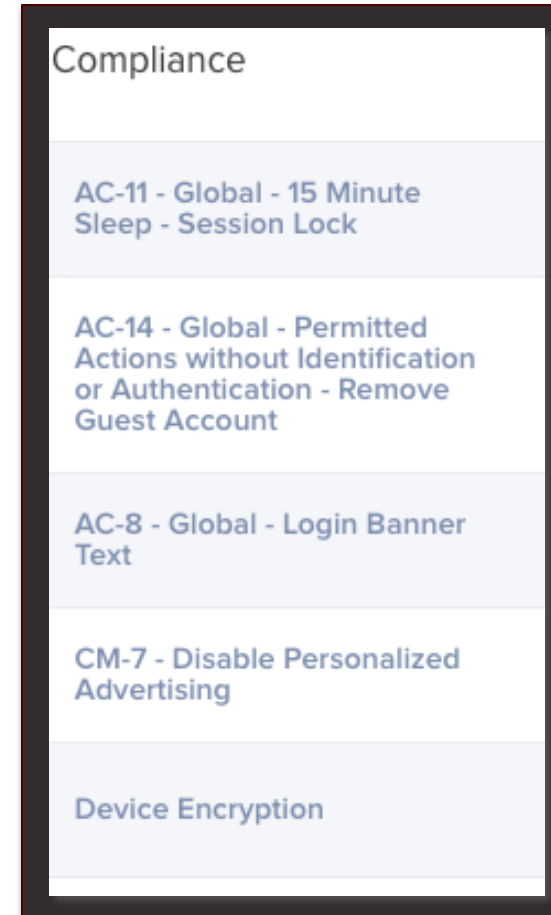 Compliance
AC-11 - Global - 15 Minute
Sleep - Session Lock
AC-14 - Global - Permitted
Actions without Identification
or Authentication - Remove
Guest Account
AC-8 - Global - Login Banner
Text
CM-7 - Disable Personalized
Advertising
Device Encryption